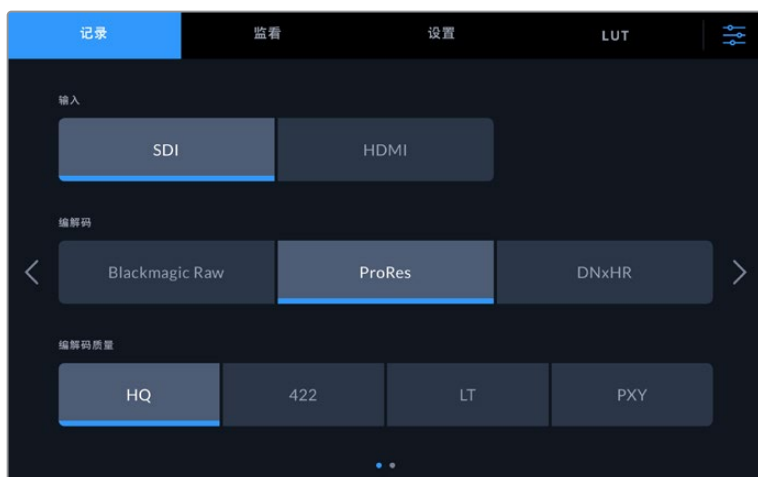 记录 监看 设置 LUT
输入
SDI HDMI
编解码
Blackmagic Raw ProRes DNxHR
编解码质量
HQ 422 LT PXY